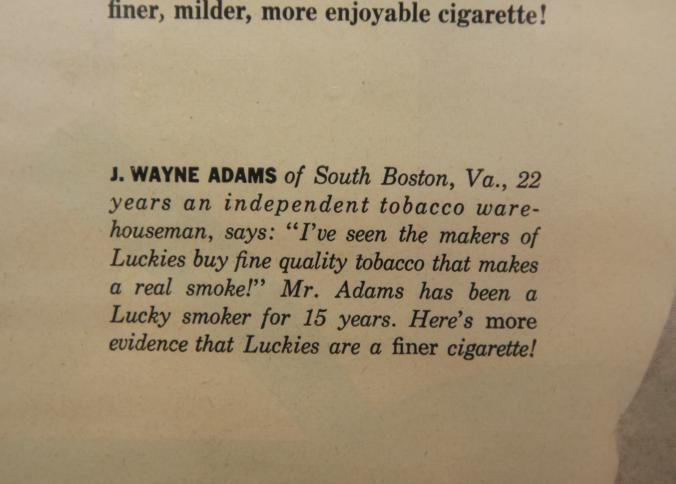 finer, milder, more enjoyable cigarette!
J. WAYNE ADAMS of South Boston, Va., 22
years an independent tobacco ware-
houseman, says: “I’ve seen the makers of
Luckies buy fine quality tobacco that makes
a real smoke!” Mr. Adams has been a
Lucky smoker for 15 years. Here’s more
evidence that Luckies are a finer cigarette!